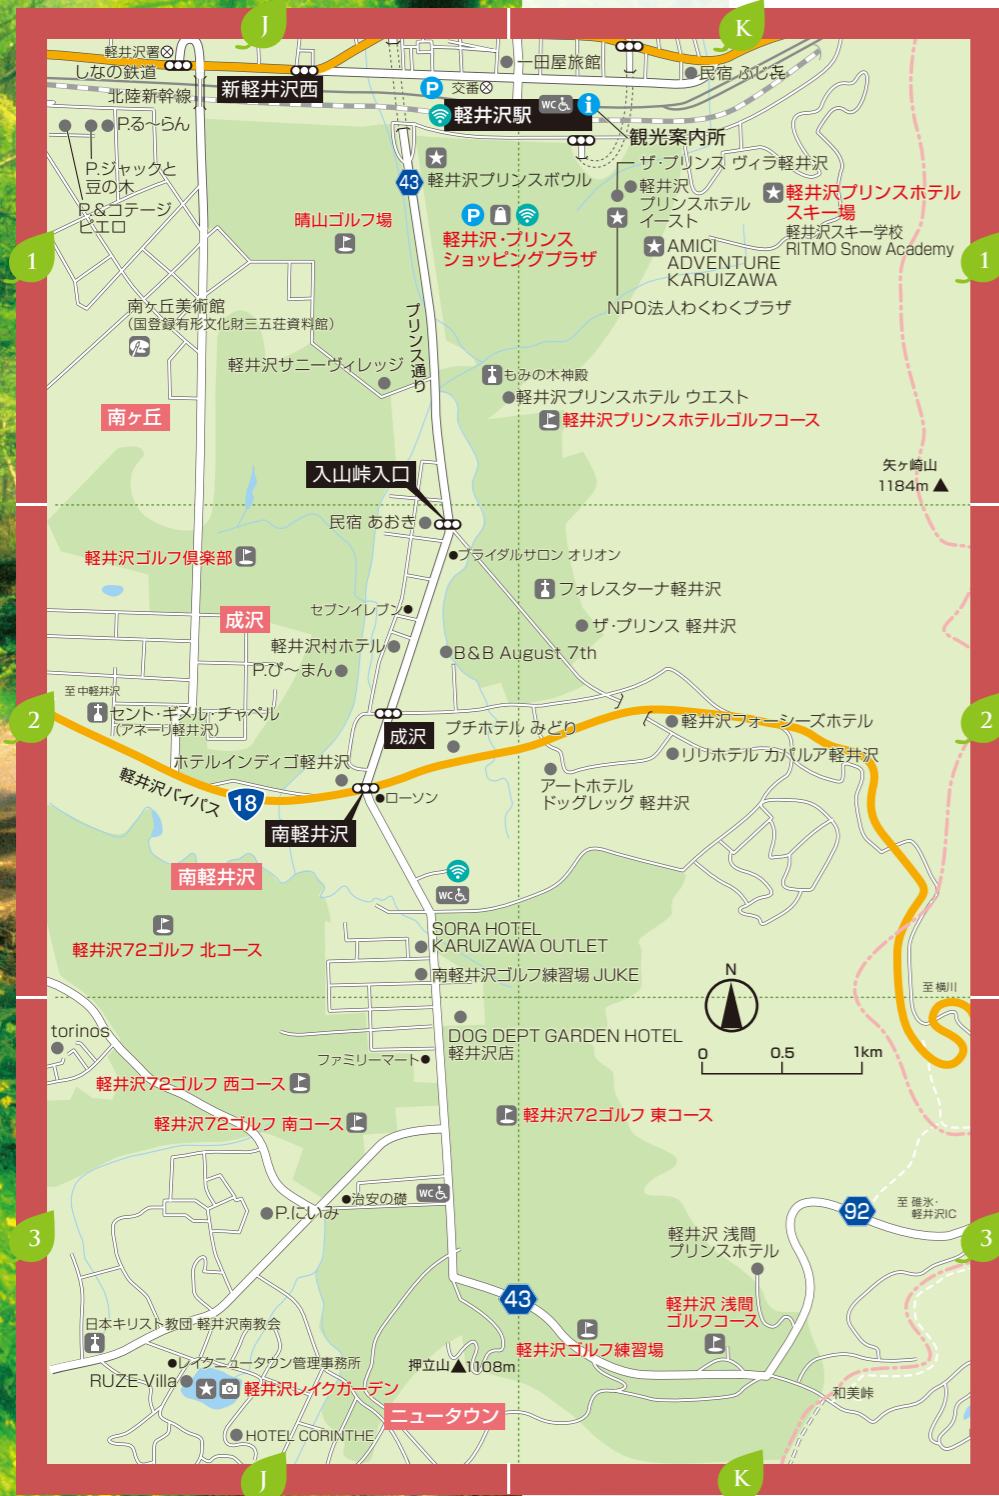 J
K
軽井沢署
しなの鉄道
北陸新幹線
新軽井沢西
一田屋旅館
民宿 ふじ㐂
P
交番
軽井沢駅
WC
i
観光案内所
P.る〜らん
P.ジャックと
豆の木
P.&コテージ
ピエロ
43
軽井沢プリンスボウル
ザ・プリンス ヴィラ軽井沢
軽井沢
プリンスホテル
イースト
軽井沢プリンスホテル
スキー場
軽井沢スキー学校
RITMO Snow Academy
晴山ゴルフ場
P
軽井沢・プリンス
ショッピングプラザ
AMICI
ADVENTURE
KARUIZAWA
NPO法人わくわくプラザ
1
1
南ヶ丘美術館
（国登録有形文化財三五荘資料館）
プリンス通り
軽井沢サニーヴィレッジ
もみの木神殿
軽井沢プリンスホテル ウエスト
軽井沢プリンスホテルゴルフコース
南ヶ丘
入山峠入口
矢ヶ崎山
1184m
民宿 あおき
ブライダルサロン オリオン
軽井沢ゴルフ倶楽部
フォレスターナ軽井沢
成沢
セブンイレブン
ザ・プリンス 軽井沢
軽井沢村ホテル
B&B August 7th
P.ぴ〜まん
至 中軽井沢
セント・ギメル・チャペル
（アネーリ軽井沢）
2
2
成沢
プチホテル みどり
軽井沢フォーシーズホテル
リリホテル カパルア軽井沢
ホテルインディゴ軽井沢
軽井沢バイパス
18
ローソン
アートホテル
ドッグレッグ 軽井沢
南軽井沢
南軽井沢
WC
軽井沢72ゴルフ 北コース
SORA HOTEL
KARUIZAWA OUTLET
南軽井沢ゴルフ練習場 JUKE
N
至 横川
torinos
DOG DEPT GARDEN HOTEL
軽井沢店
0
0.5
1km
ファミリーマート
軽井沢72ゴルフ 西コース
軽井沢72ゴルフ 南コース
軽井沢72ゴルフ 東コース
治安の礎
WC
P.にいみ
92
至 碓氷・
軽井沢IC
3
3
軽井沢 浅間
プリンスホテル
43
軽井沢 浅間
ゴルフコース
日本キリスト教団・軽井沢南教会
軽井沢ゴルフ練習場
レイクニュータウン管理事務所
押立山
1108m
RUZE Villa
軽井沢レイクガーデン
和美峠
ニュータウン
HOTEL CORINTHE
J
K